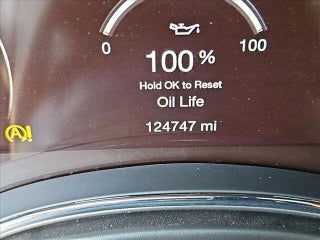 0 100
100%
Hold OK to Reset
Oil Life
124747 mi
A!